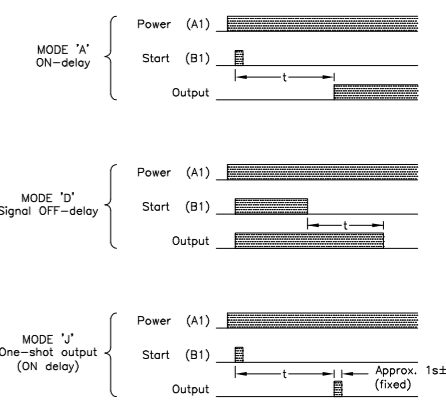 Power (A1)
MODE 'A'
ON-delay
Start (B1)
t
Output
Power (A1)
MODE 'D'
Signal OFF-delay
Start (B1)
t
Output
Power (A1)
MODE 'J'
One-shot output
(ON delay)
Start (B1)
t
Approx. 1s±
(fixed)
Output